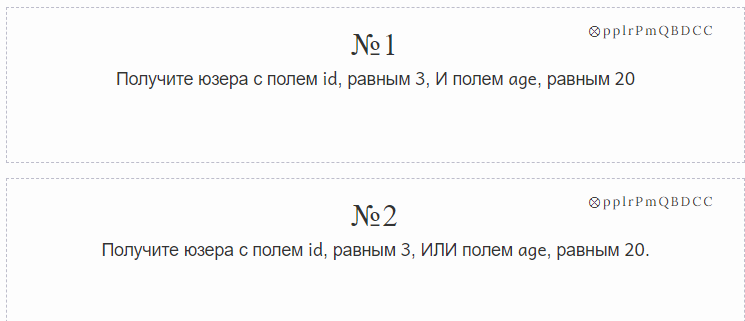 ⊗pplrPmQBDCC
№1
Получите юзера с полем id, равным 3, И полем age, равным 20
⊗pplrPmQBDCC
№2
Получите юзера с полем id, равным 3, ИЛИ полем age, равным 20.